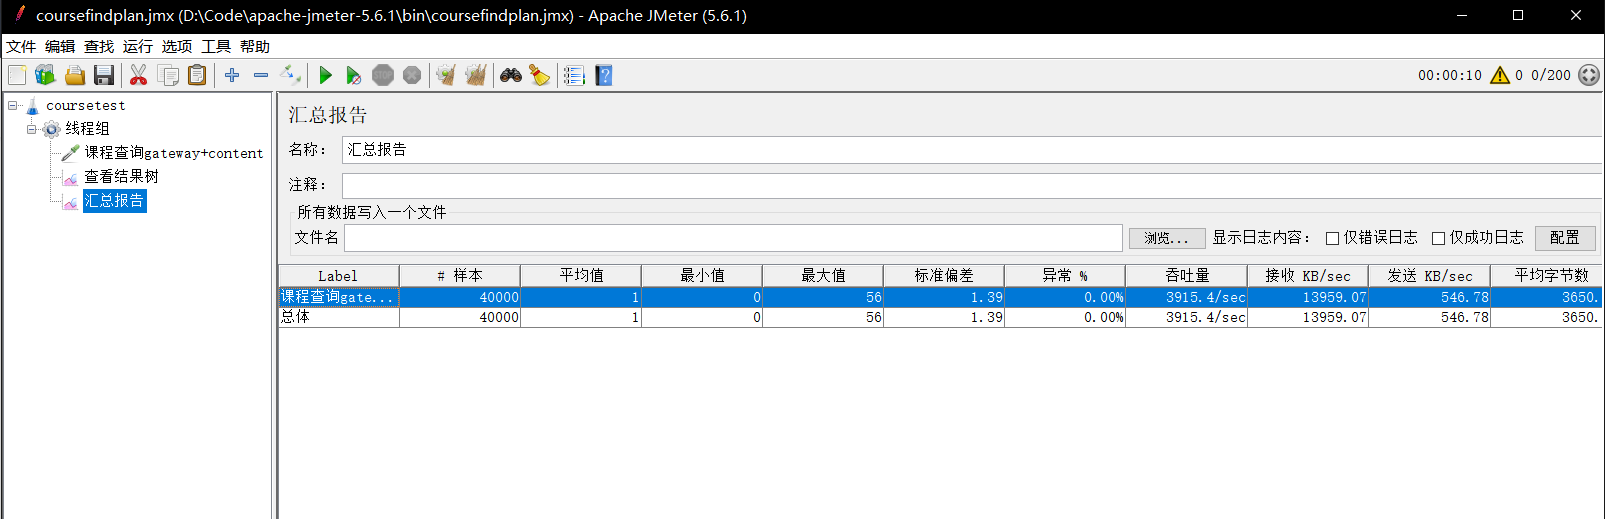 coursefindplan.jmx (D:\Code\apache-jmeter-5.6.1\bin\coursefindplan.jmx) - Apache JMeter (5.6.1)
文件 编辑 查找 运行 选项 工具 帮助
STOP 00:00:10 0 0/200
coursetest
线程组
课程查询gateway+content
查看结果树
汇总报告
汇总报告
名称： 汇总报告
注释：
所有数据写入一个文件
文件名 浏览... 显示日志内容： 仅错误日志 仅成功日志 配置
Label # 样本 平均值 最小值 最大值 标准偏差 异常 % 吞吐量 接收 KB/sec 发送 KB/sec 平均字节数
课程查询gate... 40000 1 0 56 1.39 0.00% 3915.4/sec 13959.07 546.78 3650.
总体 40000 1 0 56 1.39 0.00% 3915.4/sec 13959.07 546.78 3650.